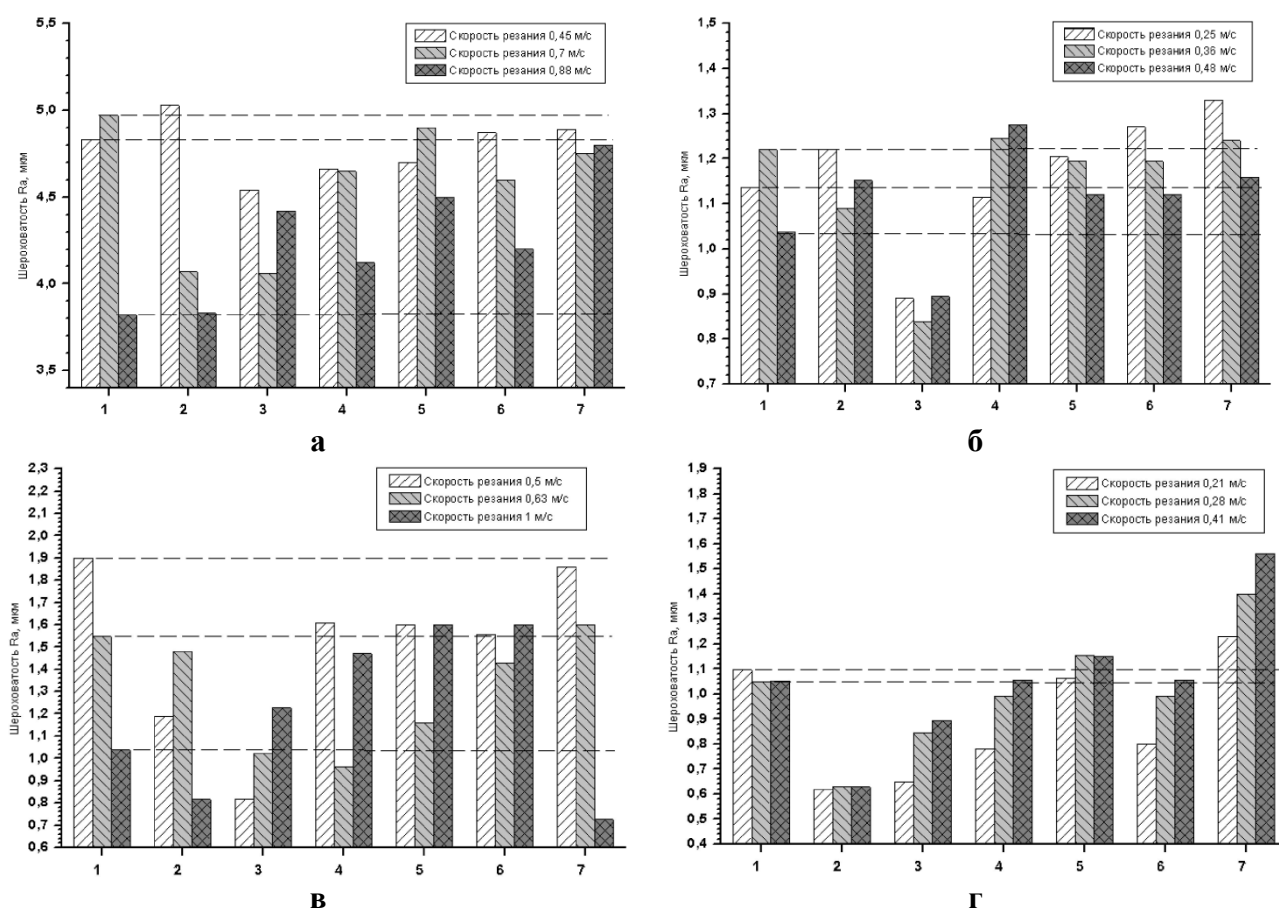 5,5
5,0
4,5
4,0
3,5
Шероховатость Ra, мкм
Скорость резания 0,45 м/с
Скорость резания 0,7 м/с
Скорость резания 0,88 м/с
1 2 3 4 5 6 7
а
1,5
1,4
1,3
1,2
1,1
1,0
0,9
0,8
0,7
Шероховатость Ra, мкм
Скорость резания 0,25 м/с
Скорость резания 0,36 м/с
Скорость резания 0,48 м/с
1 2 3 4 5 6 7
б
2,3
2,2
2,1
2,0
1,9
1,8
1,7
1,6
1,5
1,4
1,3
1,2
1,1
1,0
0,9
0,8
0,7
0,6
Шероховатость Ra, мкм
Скорость резания 0,5 м/с
Скорость резания 0,63 м/с
Скорость резания 1 м/с
1 2 3 4 5 6 7
в
1,9
1,8
1,7
1,6
1,5
1,4
1,3
1,2
1,1
1,0
0,9
0,8
0,7
0,6
0,5
0,4
Шероховатость Ra, мкм
Скорость резания 0,21 м/с
Скорость резания 0,28 м/с
Скорость резания 0,41 м/с
1 2 3 4 5 6 7
г